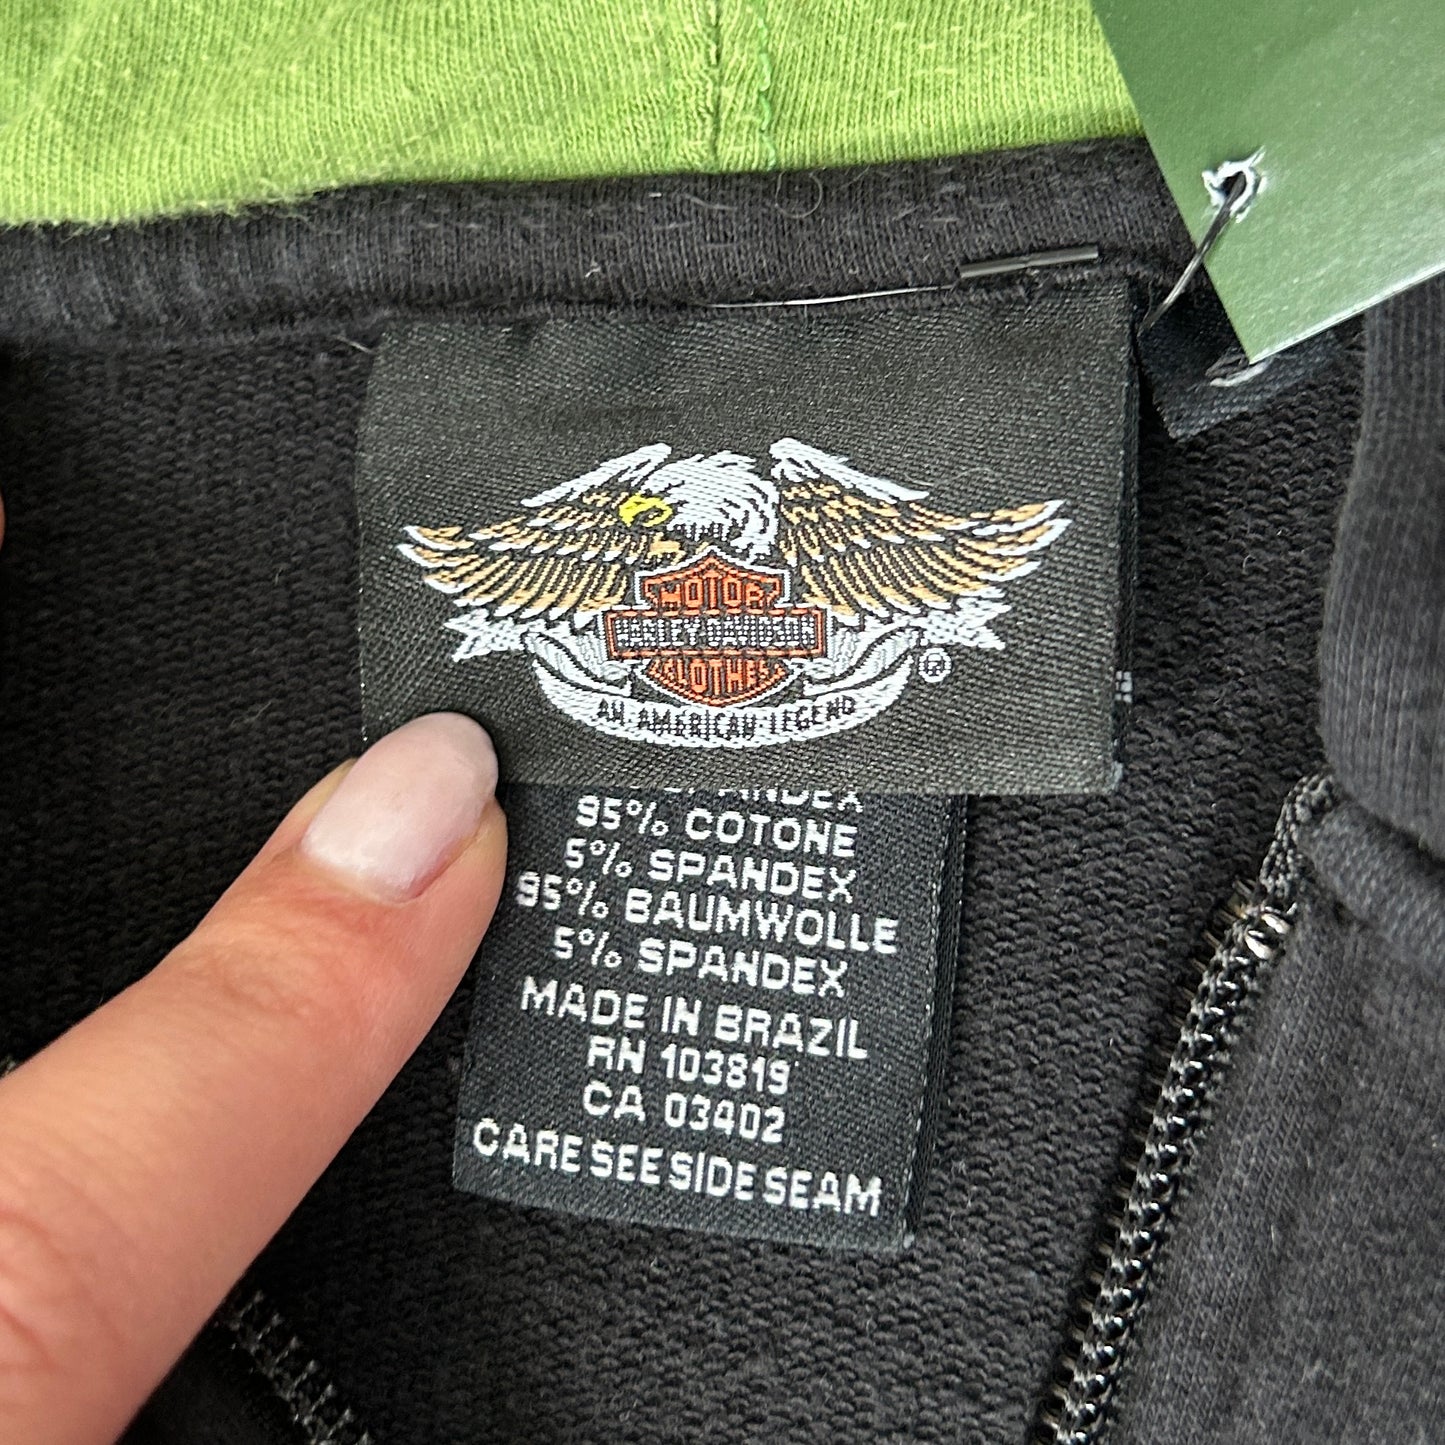 MOTOR
HARLEY-DAVIDSON
CLOTHES
®
AN AMERICAN LEGEND
SPANDEX
95% COTONE
5% SPANDEX
95% BAUMWOLLE
5% SPANDEX
MADE IN BRAZIL
RN 103819
CA 03402
CARE SEE SIDE SEAM